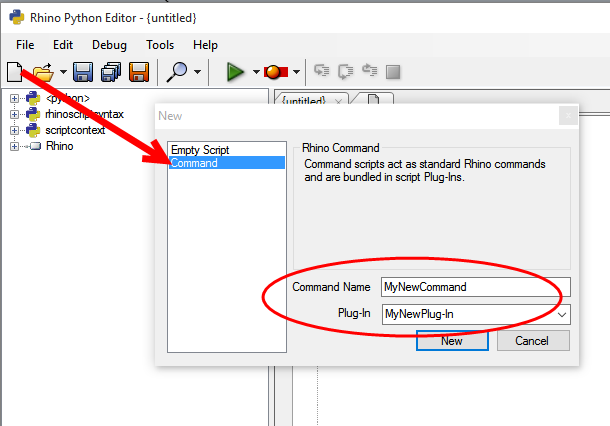 Rhino Python Editor - {untitled}
File Edit Debug Tools Help
<python>
rhinoscriptsyntax
scriptcontext
Rhino
{untitled}
New
Empty Script
Command
Rhino Command
Command scripts act as standard Rhino commands
and are bundled in script Plug-Ins.
Command Name MyNewCommand
Plug-In MyNewPlug-In
New Cancel